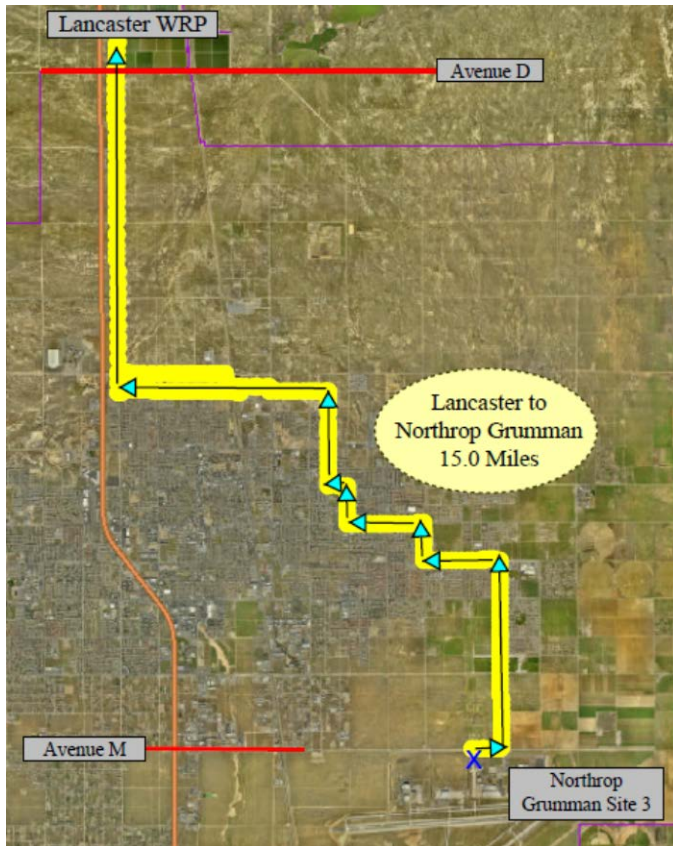 Lancaster WRP
Avenue D
Lancaster to
Northrop Grumman
15.0 Miles
Avenue M
X
Northrop
Grumman Site 3